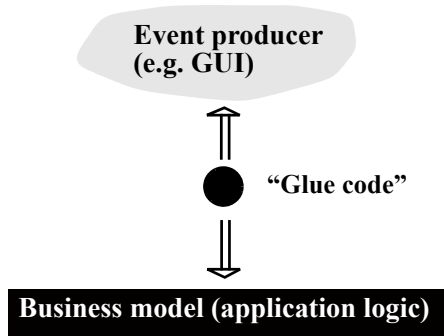 Event producer
(e.g. GUI)
“Glue code”
Business model (application logic)